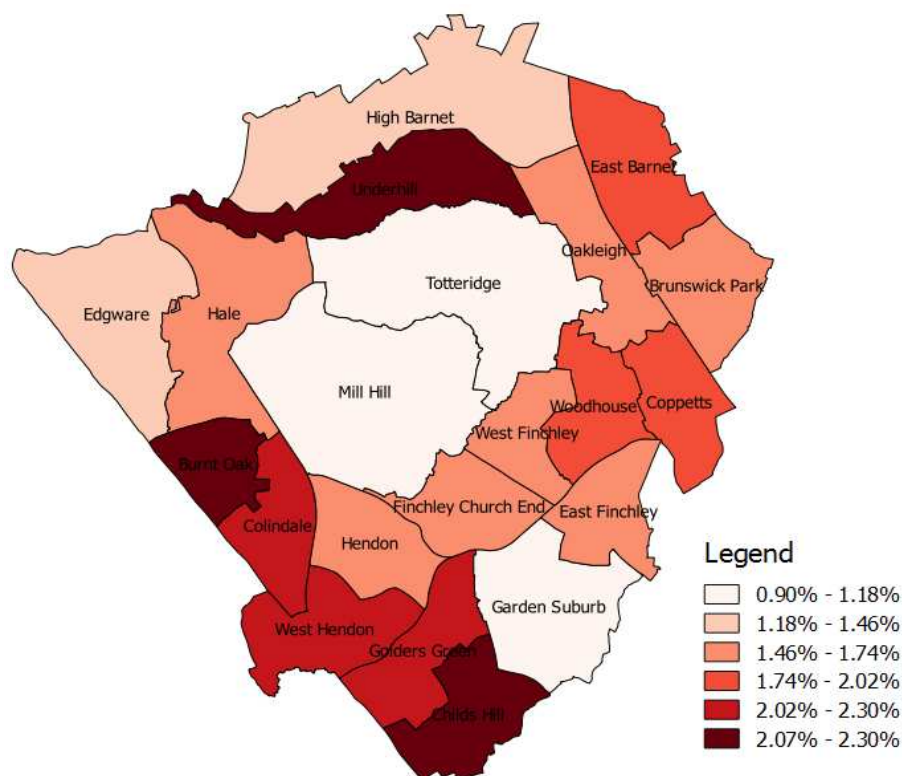 High Barnet
East Barnet
Underhill
Oakleigh
Totteridge
Brunswick Park
Edgware
Hale
Mill Hill
Woodhouse
Coppetts
West Finchley
Burnt Oak
Finchley Church End
East Finchley
Colindale
Hendon
Garden Suburb
West Hendon
Golders Green
Childs Hill
Legend
0.90% - 1.18%
1.18% - 1.46%
1.46% - 1.74%
1.74% - 2.02%
2.02% - 2.30%
2.07% - 2.30%